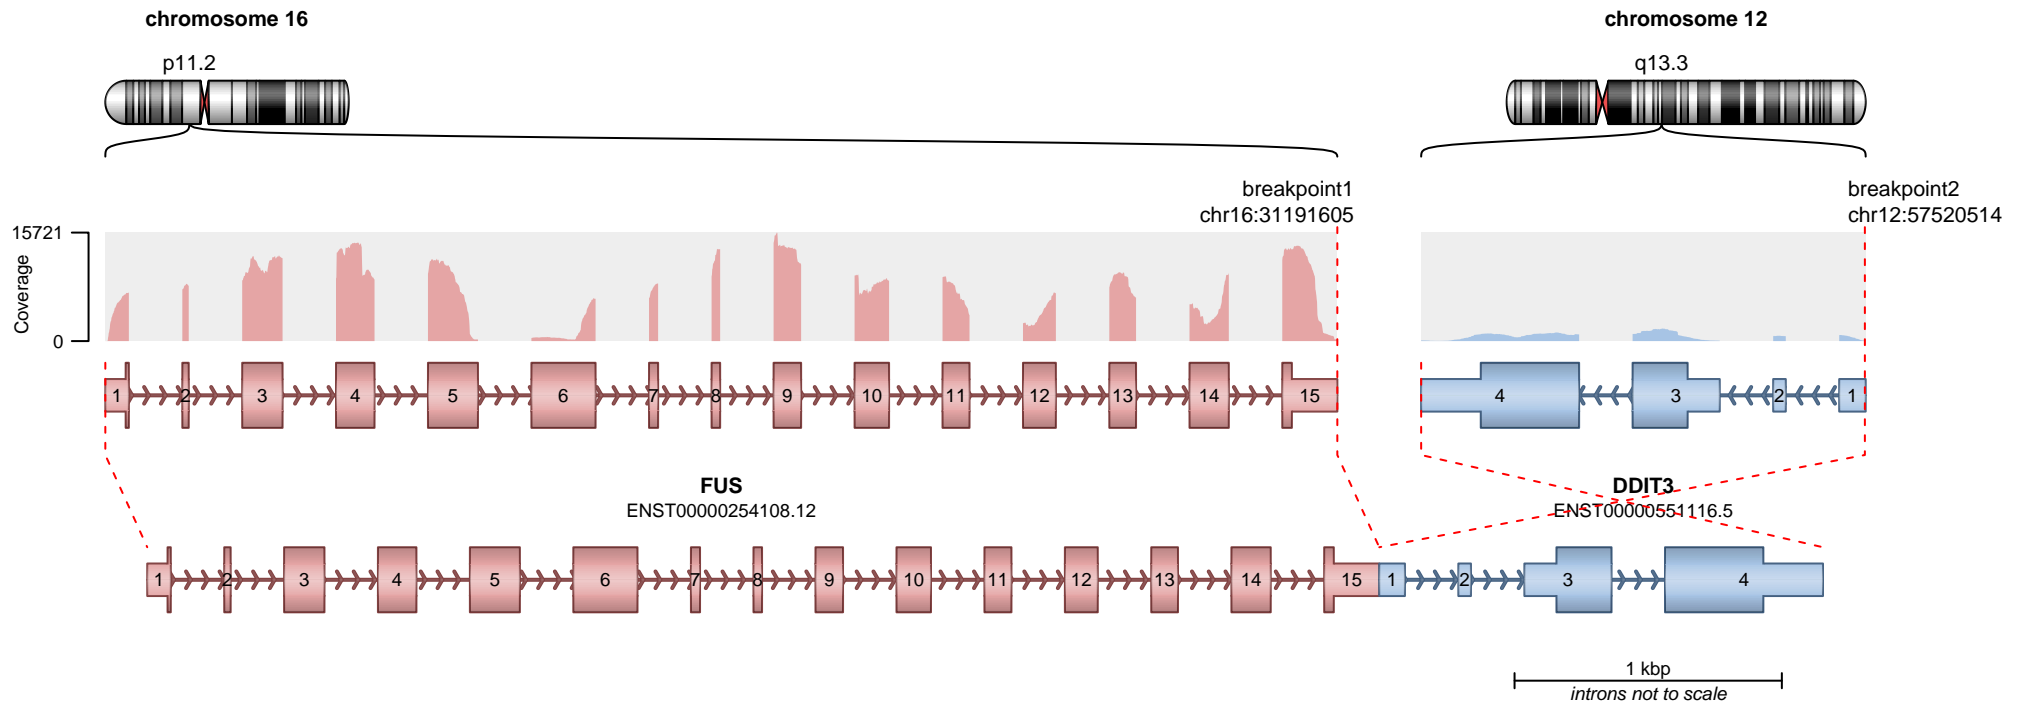 chromosome 16
chromosome 12
p11.2
q13.3
breakpoint1
chr16:31191605
breakpoint2
chr12:57520514
15721
Coverage
0
1 2 3 4 5 6 7 8 9 10 11 12 13 14 15
4 3 2 1
FUS
ENST00000254108.12
DDIT3
ENST00000551116.5
1 2 3 4 5 6 7 8 9 10 11 12 13 14 15 1 2 3 4
1 kbp
introns not to scale